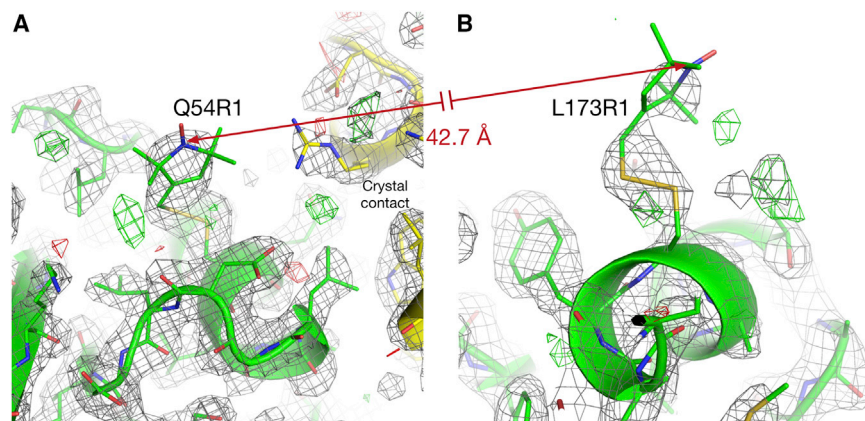 A
B
Q54R1
L173R1
42.7 Å
Crystal
contact